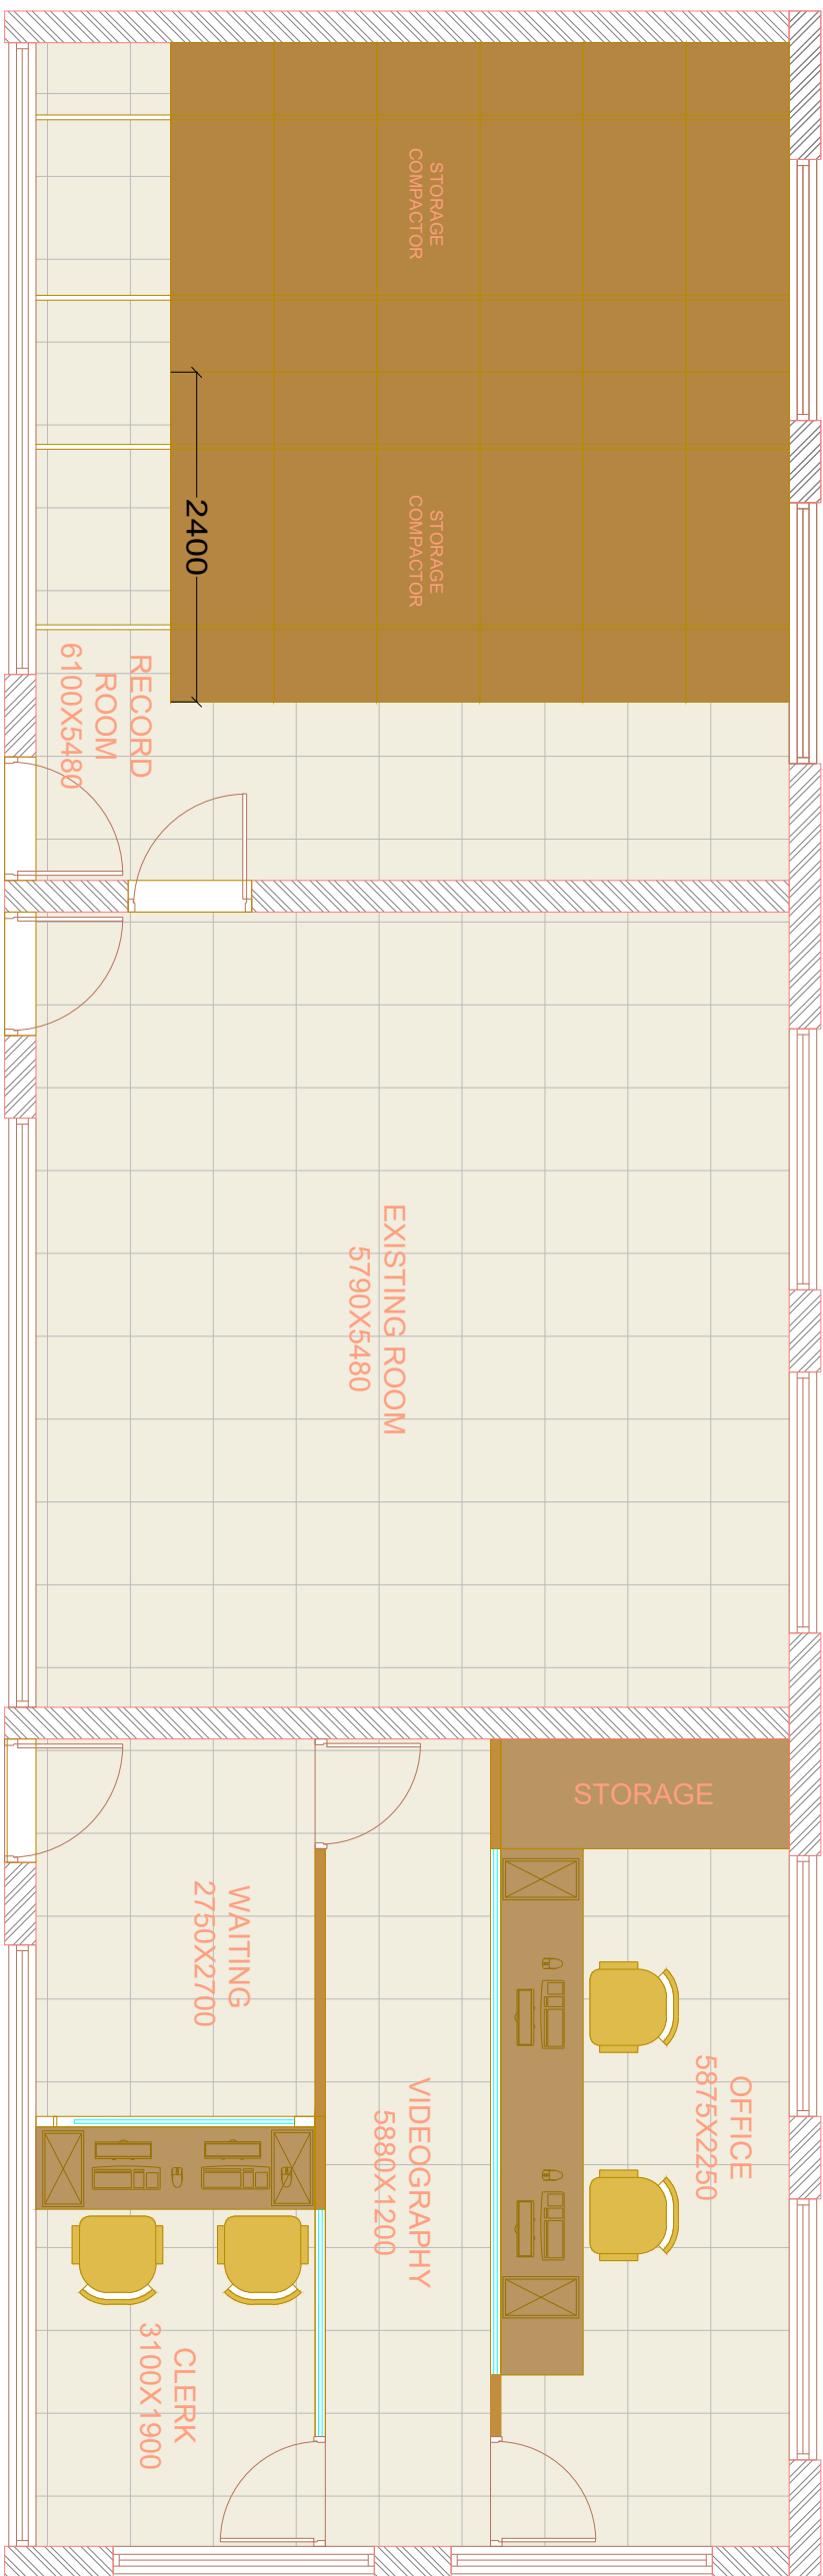 STORAGE
COMPACTOR
STORAGE
COMPACTOR
2400
RECORD
ROOM
6100X5480
EXISTING ROOM
5790X5480
STORAGE
WAITING
2750X2700
OFFICE
5875X2250
VIDEOGRAPHY
5880X1200
CLERK
3100X1900